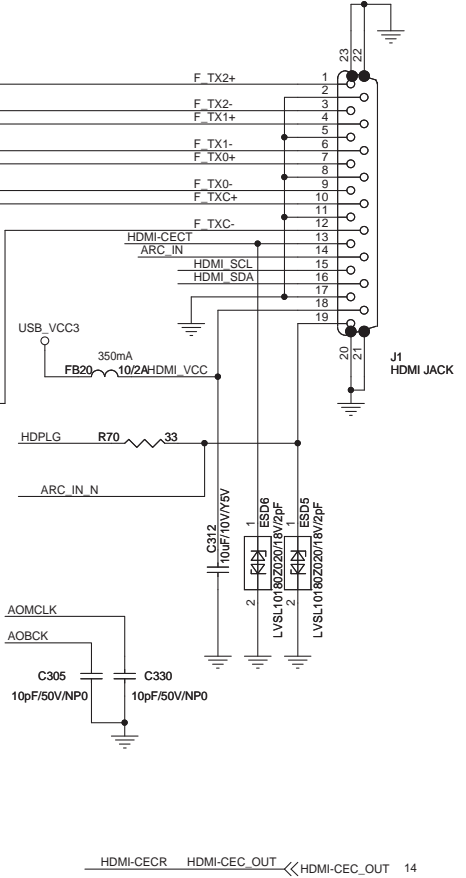 23
22
F_TX2+ 1
2
F_TX2- 3
F_TX1+ 4
5
F_TX1- 6
F_TX0+ 7
8
F_TX0- 9
F_TXC+ 10
11
F_TXC- 12
HDMI-CECT 13
ARC_IN 14
HDMI_SCL 15
HDMI_SDA 16
17
18
19
USB_VCC3
20
21
J1
HDMI JACK
350mA
FB20 10/2A HDMI_VCC
HDPLG R70 33
ARC_IN_N
C312
10uF/10V/Y5V
1
2
ESD6
LVSL10180Z020/18V/2pF
1
2
ESD5
LVSL10180Z020/18V/2pF
AOMCLK
AOBCK
C305 C330
10pF/50V/NP0 10pF/50V/NP0
HDMI-CECR HDMI-CEC_OUT HDMI-CEC_OUT 14